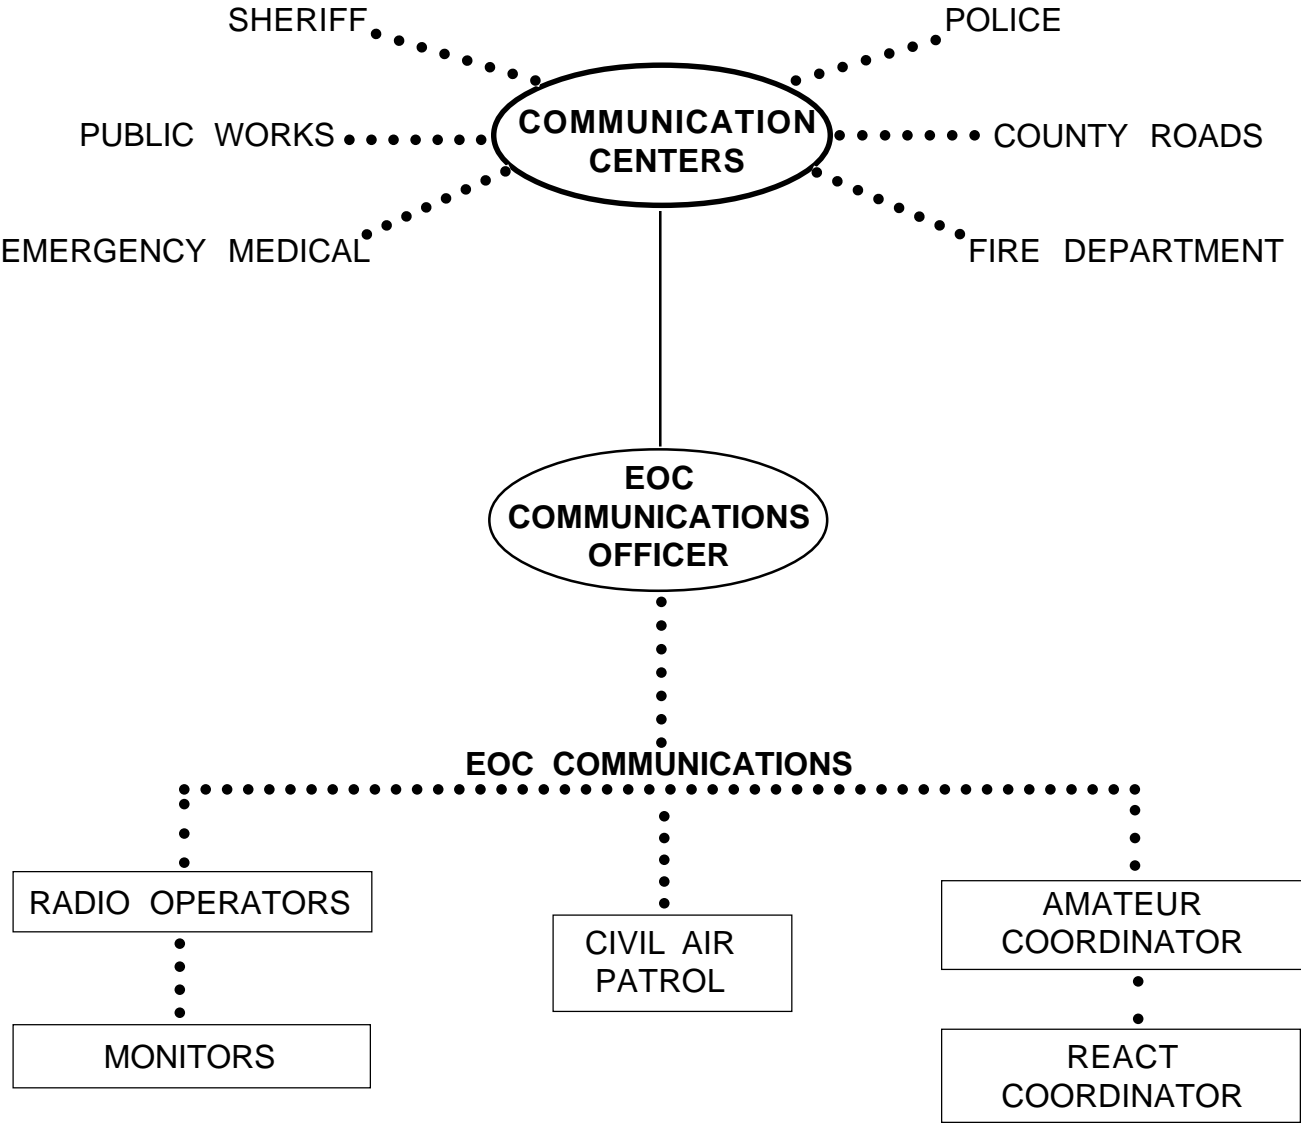 SHERIFF
POLICE
COMMUNICATION
CENTERS
PUBLIC WORKS
COUNTY ROADS
EMERGENCY MEDICAL
FIRE DEPARTMENT
EOC
COMMUNICATIONS
OFFICER
EOC COMMUNICATIONS
RADIO OPERATORS
CIVIL AIR
PATROL
AMATEUR
COORDINATOR
MONITORS
REACT
COORDINATOR